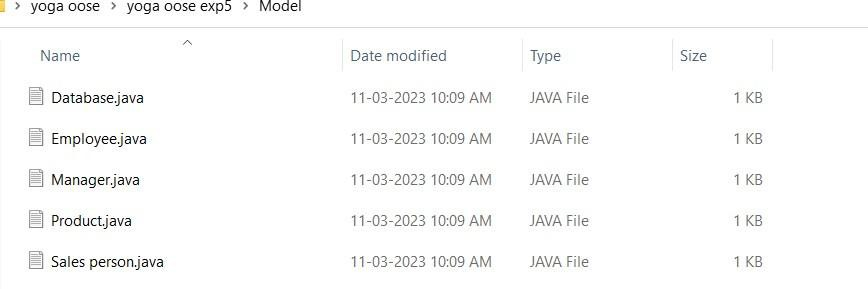 yoga oose > yoga oose exp5 > Model
Name Date modified Type Size
Database.java 11-03-2023 10:09 AM JAVA File 1 KB
Employee.java 11-03-2023 10:09 AM JAVA File 1 KB
Manager.java 11-03-2023 10:09 AM JAVA File 1 KB
Product.java 11-03-2023 10:09 AM JAVA File 1 KB
Sales person.java 11-03-2023 10:09 AM JAVA File 1 KB